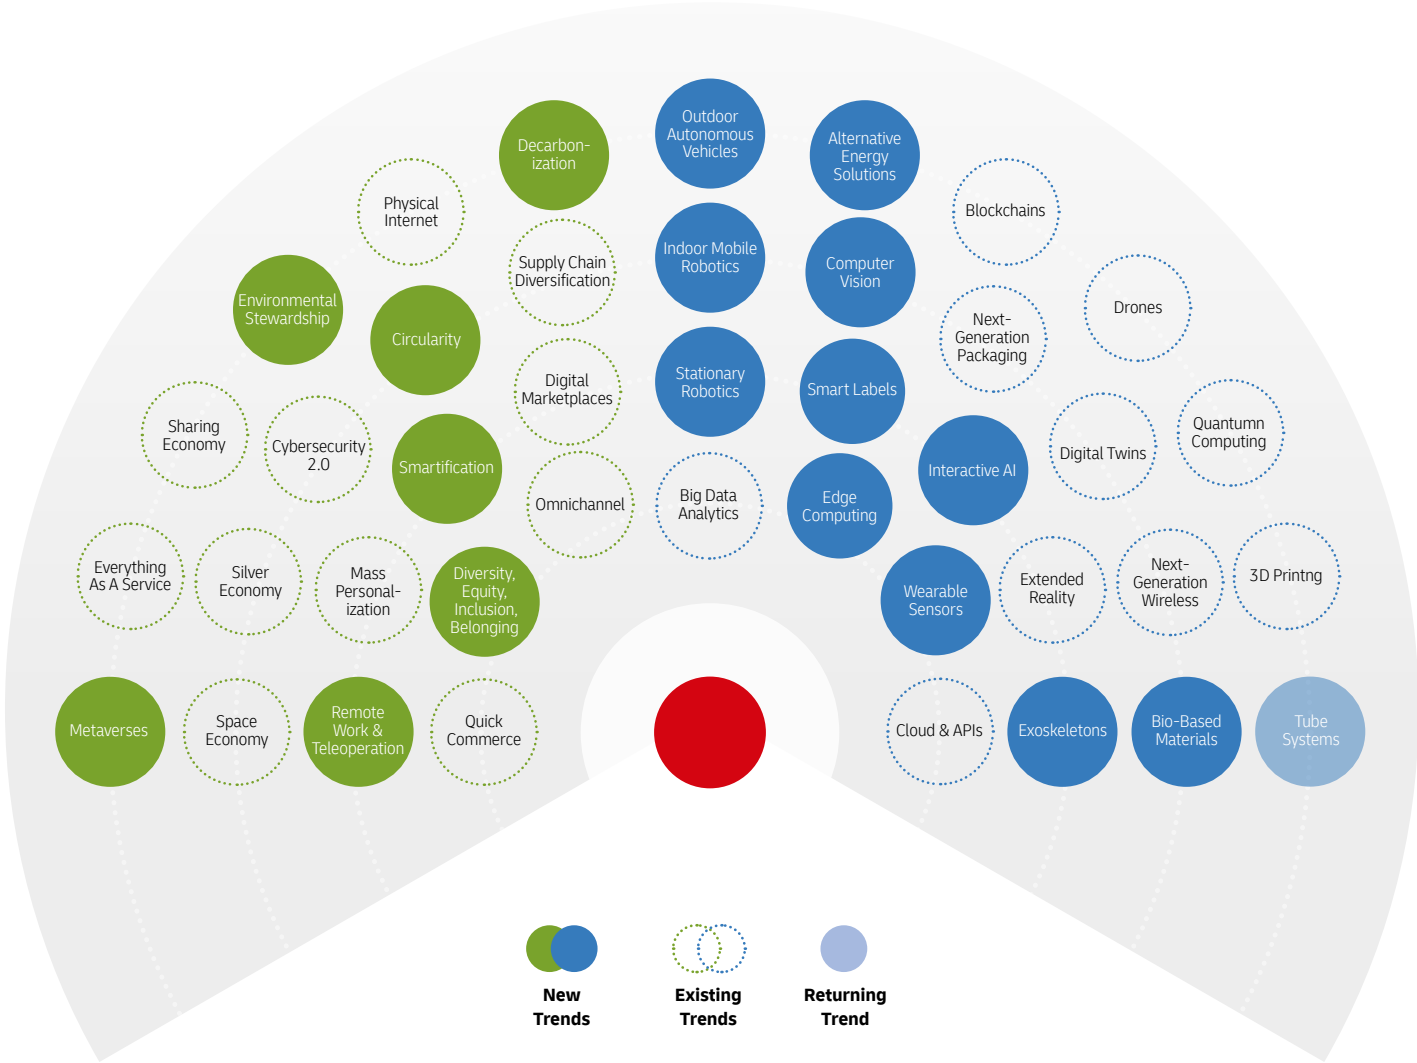 Outdoor
Autonomous
Vehicles
Decarbon-
ization
Alternative
Energy
Solutions
Physical
Internet
Blockchains
Supply Chain
Diversification
Indoor Mobile
Robotics
Computer
Vision
Environmental
Stewardship
Circularity
Next-
Generation
Packaging
Drones
Digital
Marketplaces
Stationary
Robotics
Smart Labels
Sharing
Economy
Cybersecurity
2.0
Smartification
Interactive AI
Digital Twins
Quantumn
Computing
Omnichannel
Big Data
Analytics
Edge
Computing
Everything
As A Service
Silver
Economy
Mass
Personal-
ization
Diversity,
Equity,
Inclusion,
Belonging
Wearable
Sensors
Extended
Reality
Next-
Generation
Wireless
3D Printng
Metaverses
Space
Economy
Remote
Work &
Teleoperation
Quick
Commerce
Cloud & APIs
Exoskeletons
Bio-Based
Materials
Tube
Systems
New
Trends
Existing
Trends
Returning
Trend